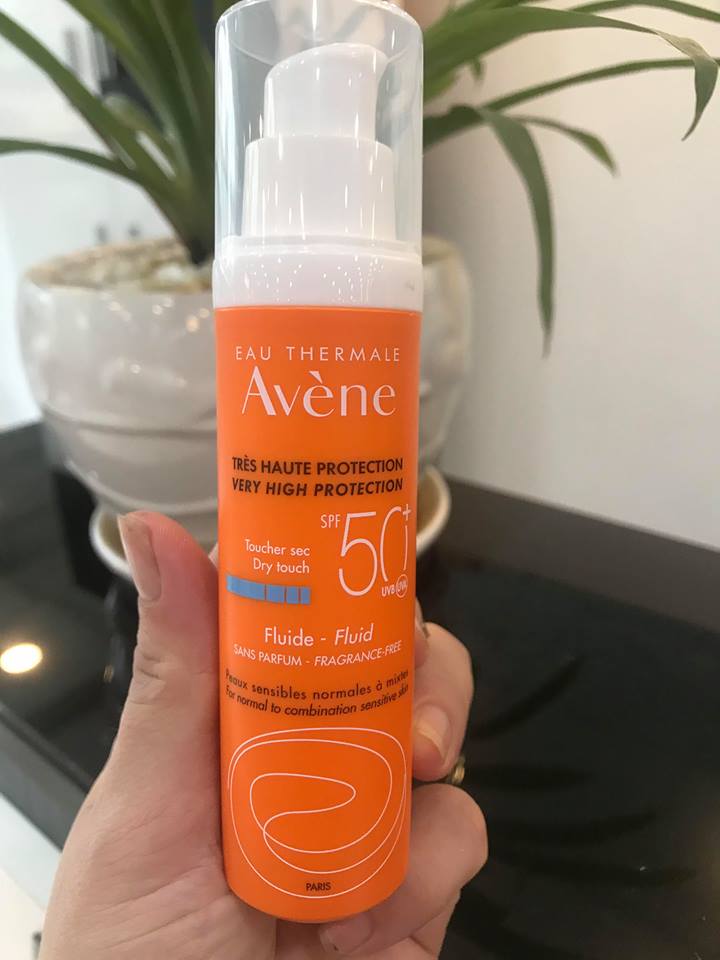 EAU THERMALE
Avène
TRÈS HAUTE PROTECTION
VERY HIGH PROTECTION
SPF 50+
Toucher sec
Dry touch
UVB UVA
Fluide - Fluid
SANS PARFUM - FRAGRANCE-FREE
Peaux sensibles normales à mixtes
For normal to combination sensitive skin
PARIS